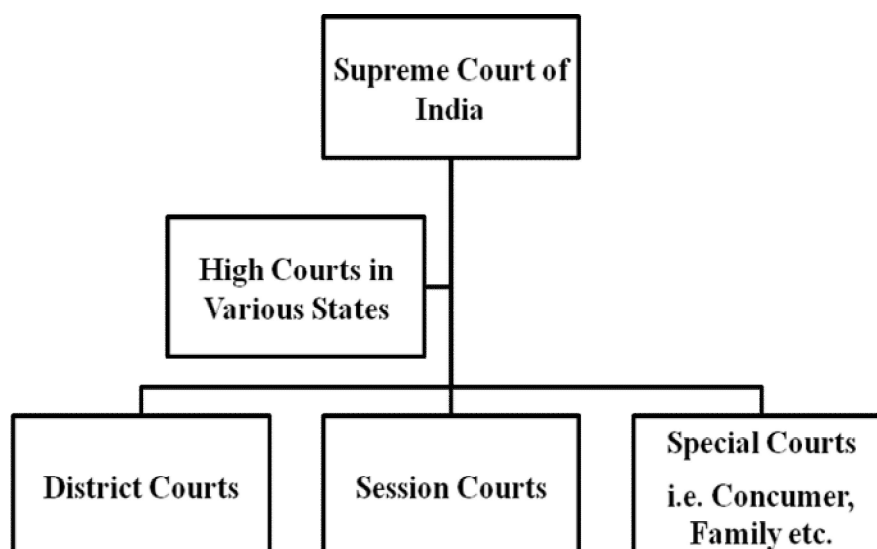 Supreme Court of
India
High Courts in
Various States
District Courts
Session Courts
Special Courts
i.e. Concumer,
Family etc.